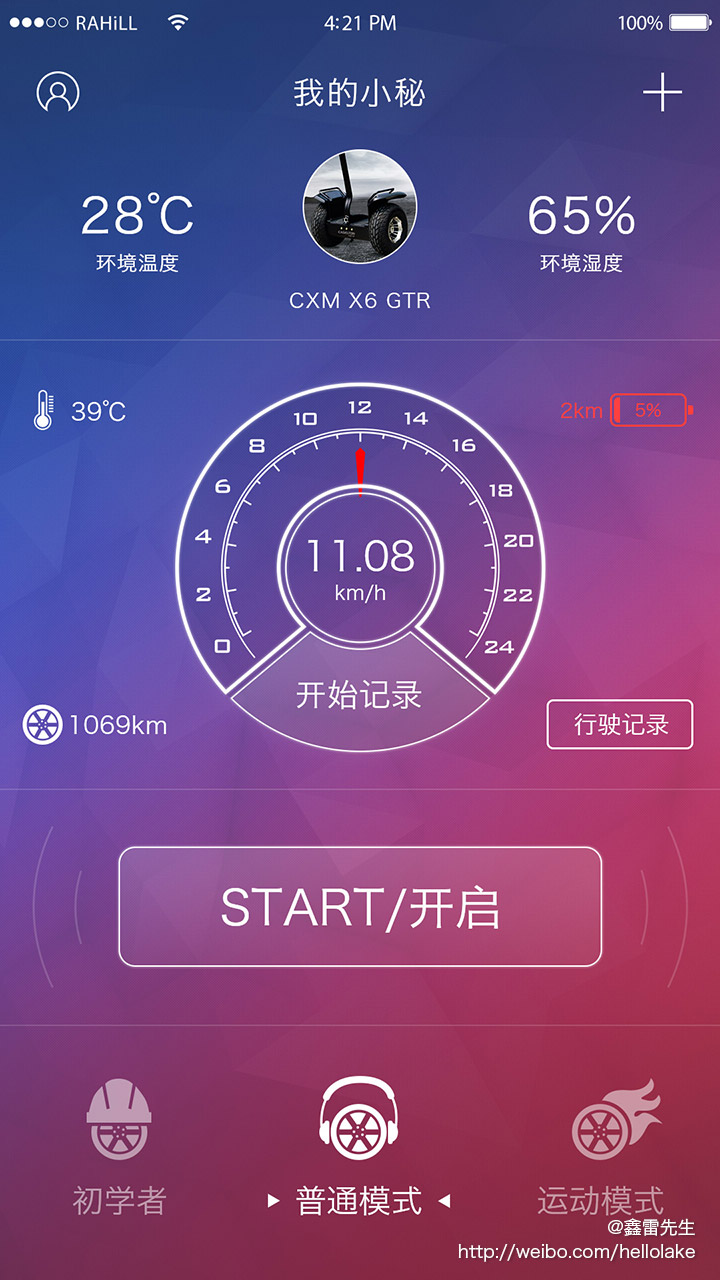 RAHiLL 4:21 PM 100%
我的小秘
28℃ 65%
环境温度 环境湿度
CXM X6 GTR
39℃ 2km 5%
0 2 4 6 8 10 12 14 16 18 20 22 24
11.08
km/h
开始记录
1069km 行驶记录
START/开启
初学者 普通模式 运动模式
@鑫雷先生
http://weibo.com/hellolake